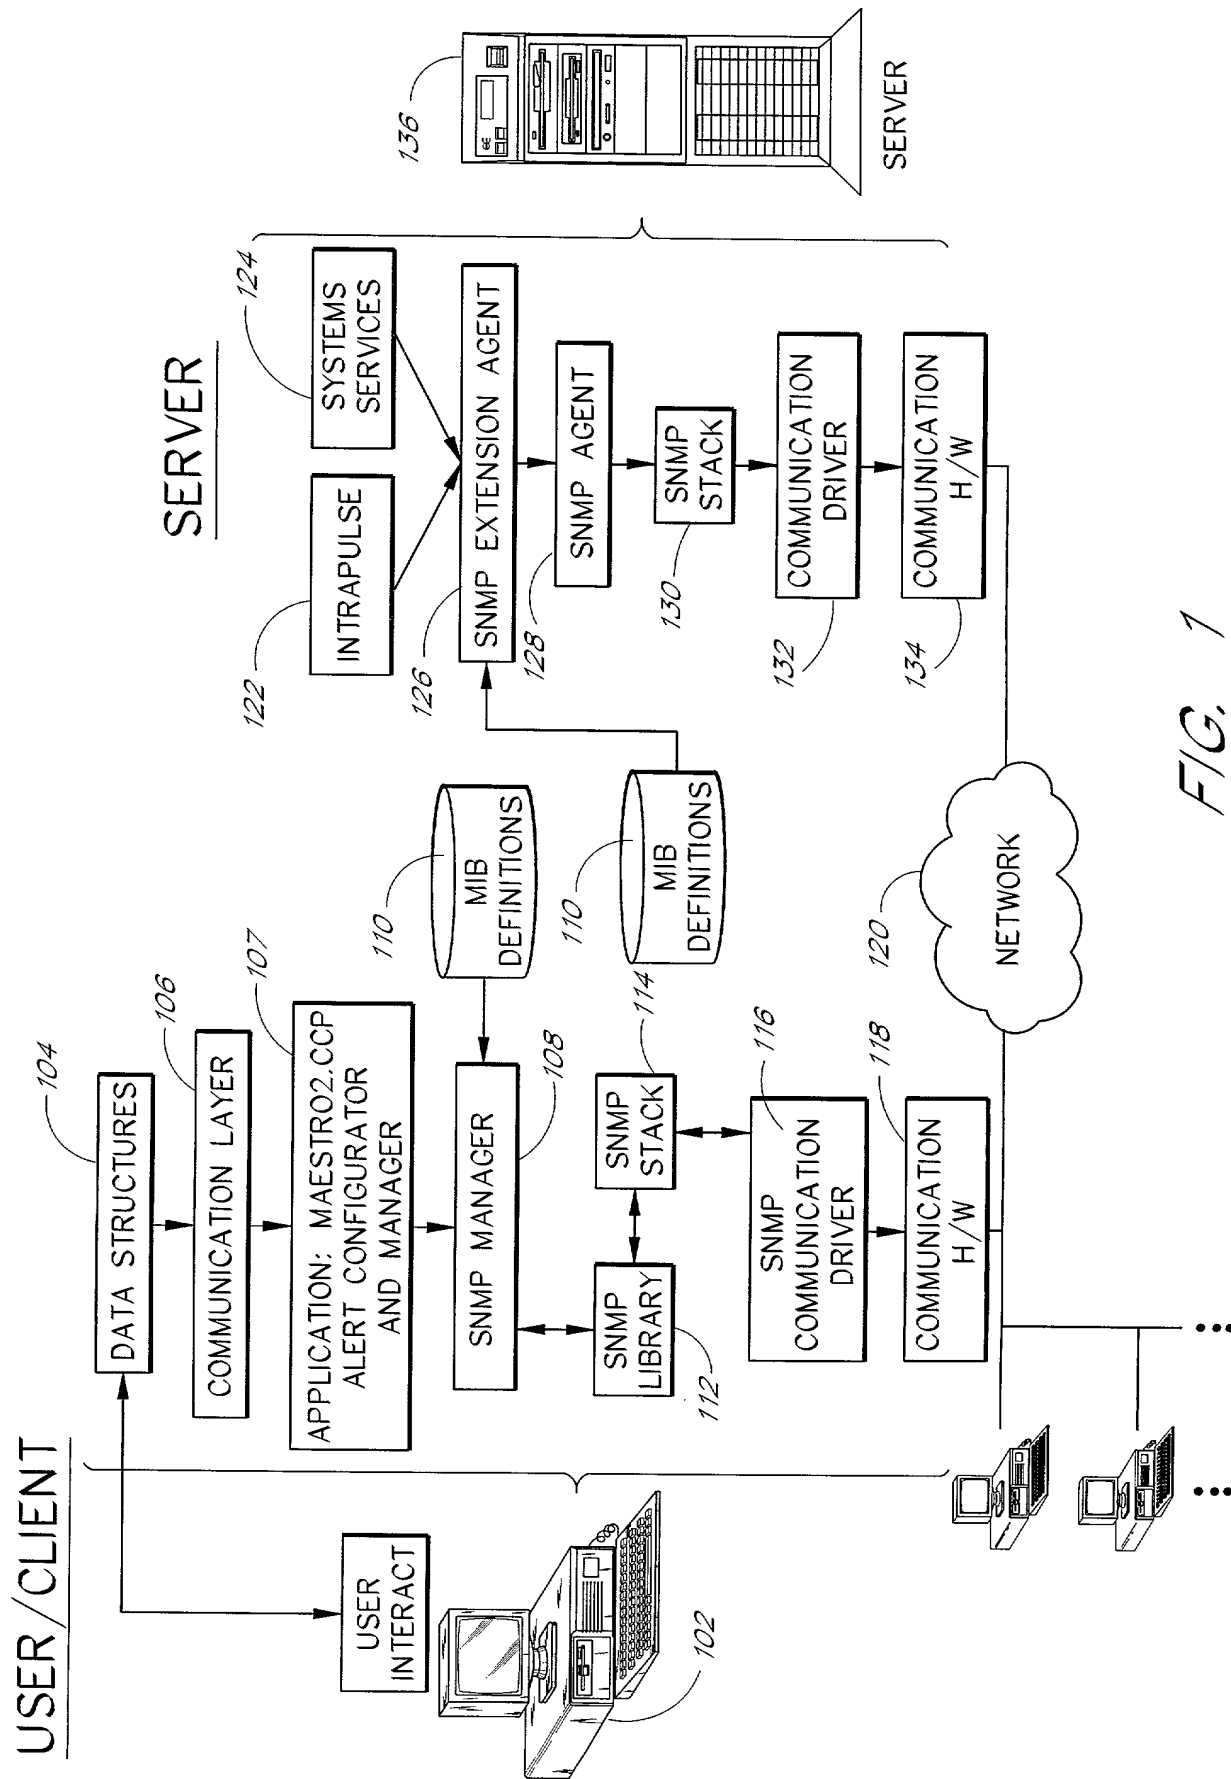 USER/CLIENT
SERVER
USER
INTERACT
102
104
DATA STRUCTURES
106
COMMUNICATION LAYER
107
APPLICATION: MAESTRO2.CCP
ALERT CONFIGURATOR
AND MANAGER
110
MIB
DEFINITIONS
SNMP MANAGER
108
110
MIB
DEFINITIONS
SNMP
LIBRARY
112
SNMP
STACK
114
SNMP
COMMUNICATION
DRIVER
116
COMMUNICATION
H/W
118
120
NETWORK
122
INTRAPULSE
124
SYSTEMS
SERVICES
126
SNMP EXTENSION AGENT
128
SNMP AGENT
130
SNMP
STACK
132
COMMUNICATION
DRIVER
134
COMMUNICATION
H/W
136
SERVER
FIG. 1